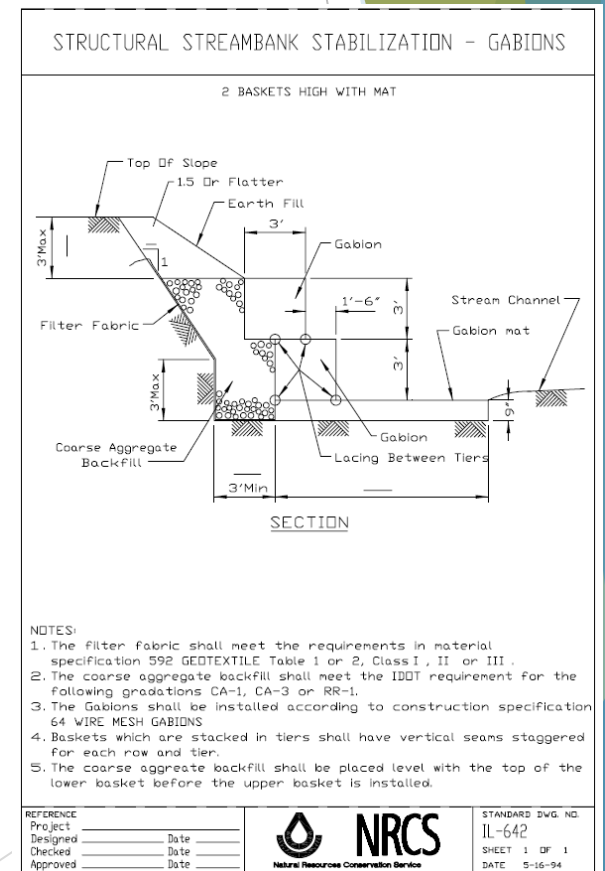 STRUCTURAL STREAMBANK STABILIZATION - GABIONS
2 BASKETS HIGH WITH MAT
Top Of Slope
1.5 Or Flatter
Earth Fill
3'
Gabion
3'Max
1
1'-6"
3'
Stream Channel
Gabion mat
Filter Fabric
3'
3'Max
9"
Coarse Aggregate
Backfill
Gabion
Lacing Between Tiers
3'Min
SECTION
NOTES:
1. The filter fabric shall meet the requirements in material
specification 592 GEOTEXTILE Table 1 or 2, Class I , II or III .
2. The coarse aggregate backfill shall meet the IDOT requirement for the
following gradations CA-1, CA-3 or RR-1.
3. The Gabions shall be installed according to construction specification
64 WIRE MESH GABIONS
4. Baskets which are stacked in tiers shall have vertical seams staggered
for each row and tier.
5. The coarse aggreate backfill shall be placed level with the top of the
lower basket before the upper basket is installed.
REFERENCE
Project
Designed Date
Checked Date
Approved Date
NRCS
Natural Resources Conservation Service
STANDARD DWG. NO.
IL-642
SHEET 1 OF 1
DATE 5-16-94